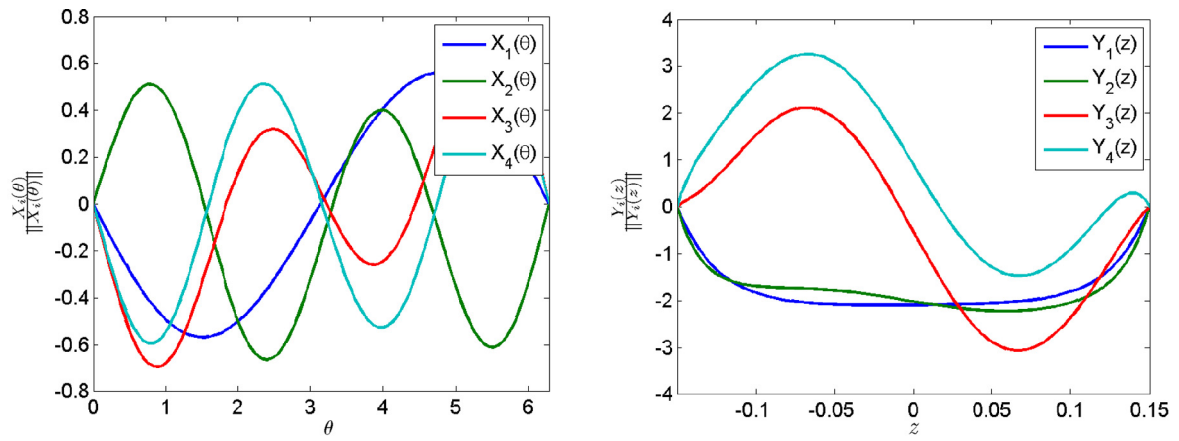 0.8
0.6
0.4
0.2
0
-0.2
-0.4
-0.6
-0.8
0 1 2 3 4 5 6
θ
X_i(θ)
||X_i(θ)||
X_1(θ)
X_2(θ)
X_3(θ)
X_4(θ)
4
3
2
1
0
-1
-2
-3
-4
-0.1 -0.05 0 0.05 0.1 0.15
z
Y_i(z)
||Y_i(z)||
Y_1(z)
Y_2(z)
Y_3(z)
Y_4(z)